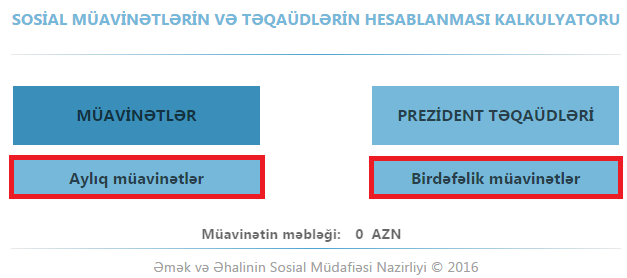 SOSİAL MÜAVİNƏTLƏRİN VƏ TƏQAÜDLƏRİN HESABLANMASI KALKULYATORU
MÜAVİNƏTLƏR
PREZİDENT TƏQAÜDLƏRİ
Aylıq müavinətlər
Birdəfəlik müavinətlər
Müavinətin məbləği: 0 AZN
Əmək və Əhalinin Sosial Müdafiəsi Nazirliyi © 2016